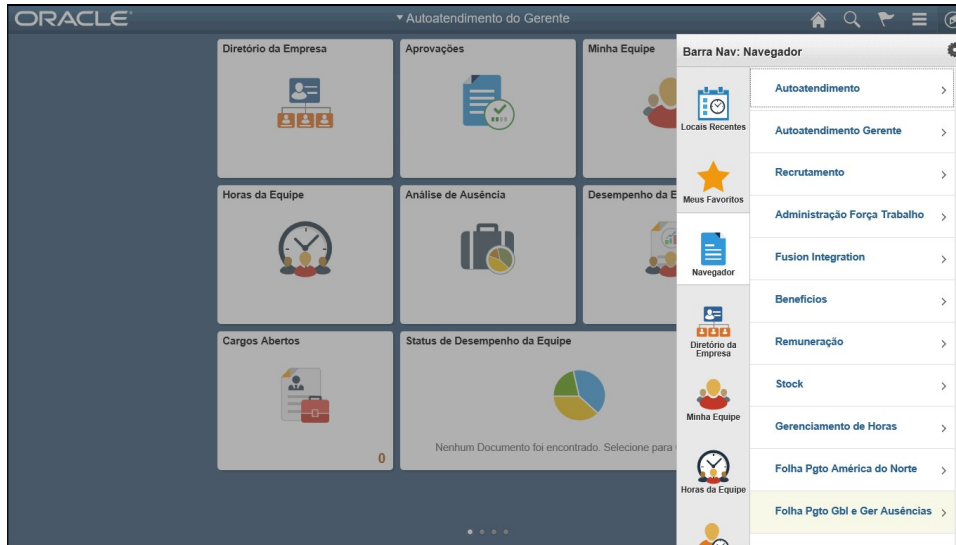 ORACLE
Autoatendimento do Gerente
Diretório da Empresa
Aprovações
Minha Equipe
Horas da Equipe
Análise de Ausência
Desempenho da E
Cargos Abertos
0
Status de Desempenho da Equipe
Nenhum Documento foi encontrado. Selecione para
Barra Nav: Navegador
Locais Recentes
Meus Favoritos
Navegador
Diretório da
Empresa
Minha Equipe
Horas da Equipe
Autoatendimento
Autoatendimento Gerente
Recrutamento
Administração Força Trabalho
Fusion Integration
Benefícios
Remuneração
Stock
Gerenciamento de Horas
Folha Pgto América do Norte
Folha Pgto Gbl e Ger Ausências